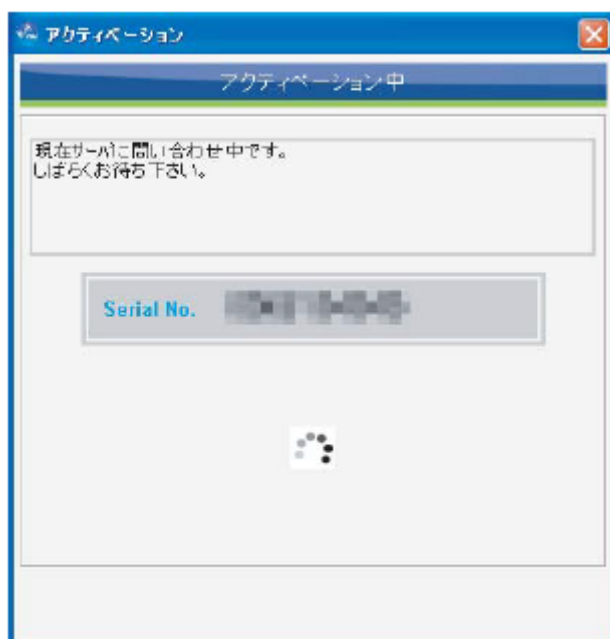 アクティベーション
アクティベーション中
現在サーバに問い合わせ中です。
しばらくお待ち下さい。
Serial No.